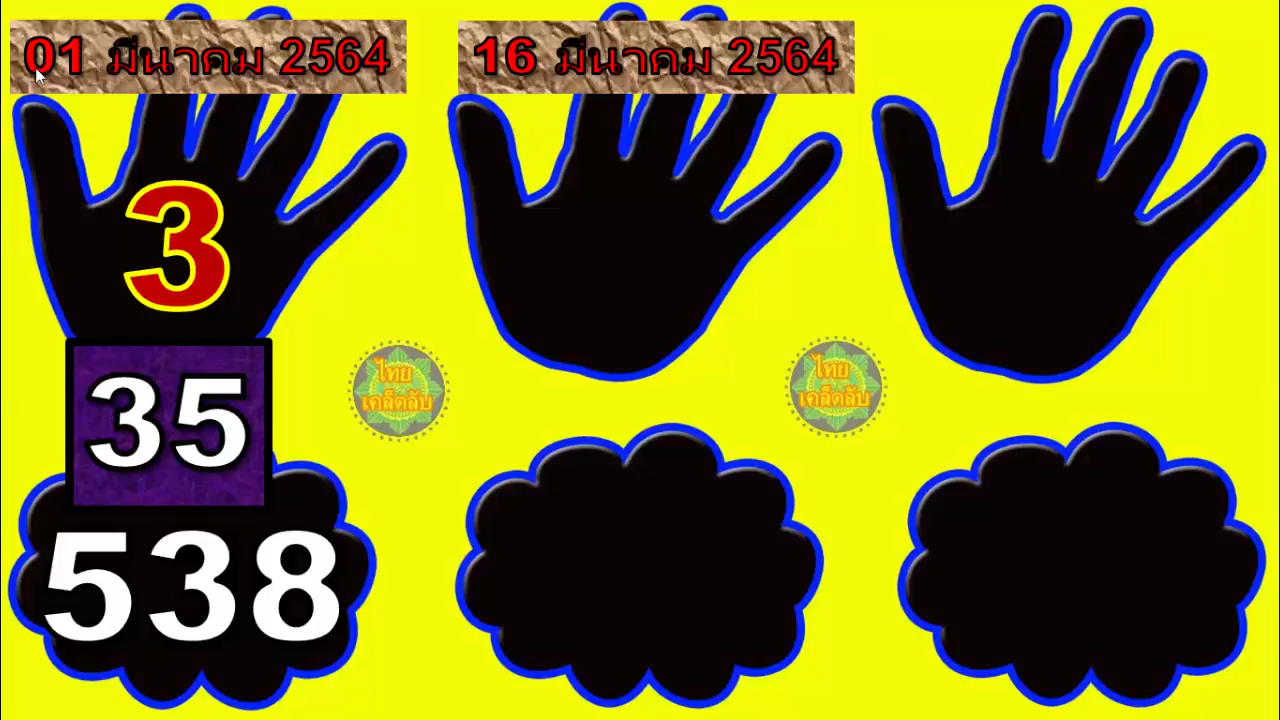 01 มีนาคม 2564
16 มีนาคม 2564
3
35
538
ไทย
เคล็ดลับ
ไทย
เคล็ดลับ